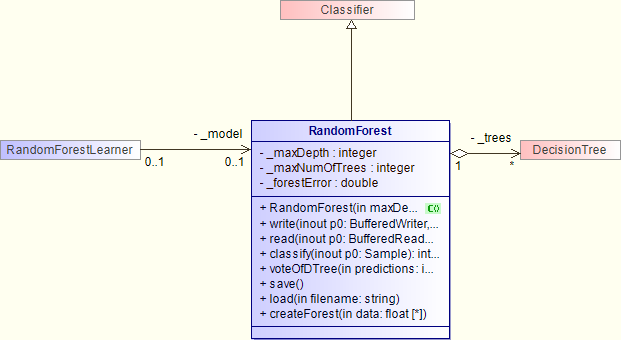 Classifier
RandomForest
- _model
- _trees
RandomForestLearner
0..1
0..1
- _maxDepth : integer
- _maxNumOfTrees : integer
- _forestError : double
1
*
DecisionTree
+ RandomForest(in maxDe... C()
+ write(inout p0: BufferedWriter,...
+ read(inout p0: BufferedRead...
+ classify(inout p0: Sample): int...
+ voteOfDTree(in predictions: i...
+ save()
+ load(in filename: string)
+ createForest(in data: float [*])